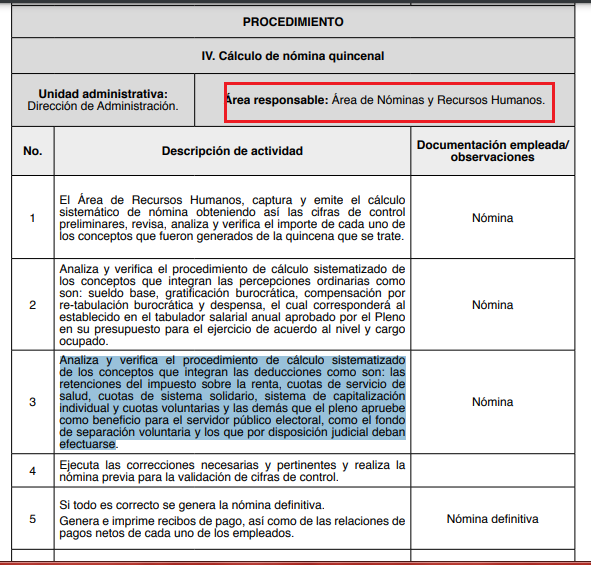 PROCEDIMIENTO
IV. Cálculo de nómina quincenal
Unidad administrativa:
Dirección de Administración.
Área responsable: Área de Nóminas y Recursos Humanos.
No.
Descripción de actividad
Documentación empleada/
observaciones
1
El Área de Recursos Humanos, captura y emite el cálculo
sistemático de nómina obteniendo así las cifras de control
preliminares, revisa, analiza y verifica el importe de cada uno de
los conceptos que fueron generados de la quincena que se trate.
Nómina
2
Analiza y verifica el procedimiento de cálculo sistematizado de
los conceptos que integran las percepciones ordinarias como
son: sueldo base, gratificación burocrática, compensación por
re-tabulación burocrática y despensa, el cual corresponderá al
establecido en el tabulador salarial anual aprobado por el Pleno
en su presupuesto para el ejercicio de acuerdo al nivel y cargo
ocupado.
Nómina
3
Analiza y verifica el procedimiento de cálculo sistematizado
de los conceptos que integran las deducciones como son: las
retenciones del impuesto sobre la renta, cuotas de servicio de
salud, cuotas de sistema solidario, sistema de capitalización
individual y cuotas voluntarias y las demás que el pleno apruebe
como beneficio para el servidor público electoral, como el fondo
de separación voluntaria y los que por disposición judicial deban
efectuarse.
Nómina
4
Ejecuta las correcciones necesarias y pertinentes y realiza la
nómina previa para la validación de cifras de control.
5
Si todo es correcto se genera la nómina definitiva.
Genera e imprime recibos de pago, así como de las relaciones de
pagos netos de cada uno de los empleados.
Nómina definitiva